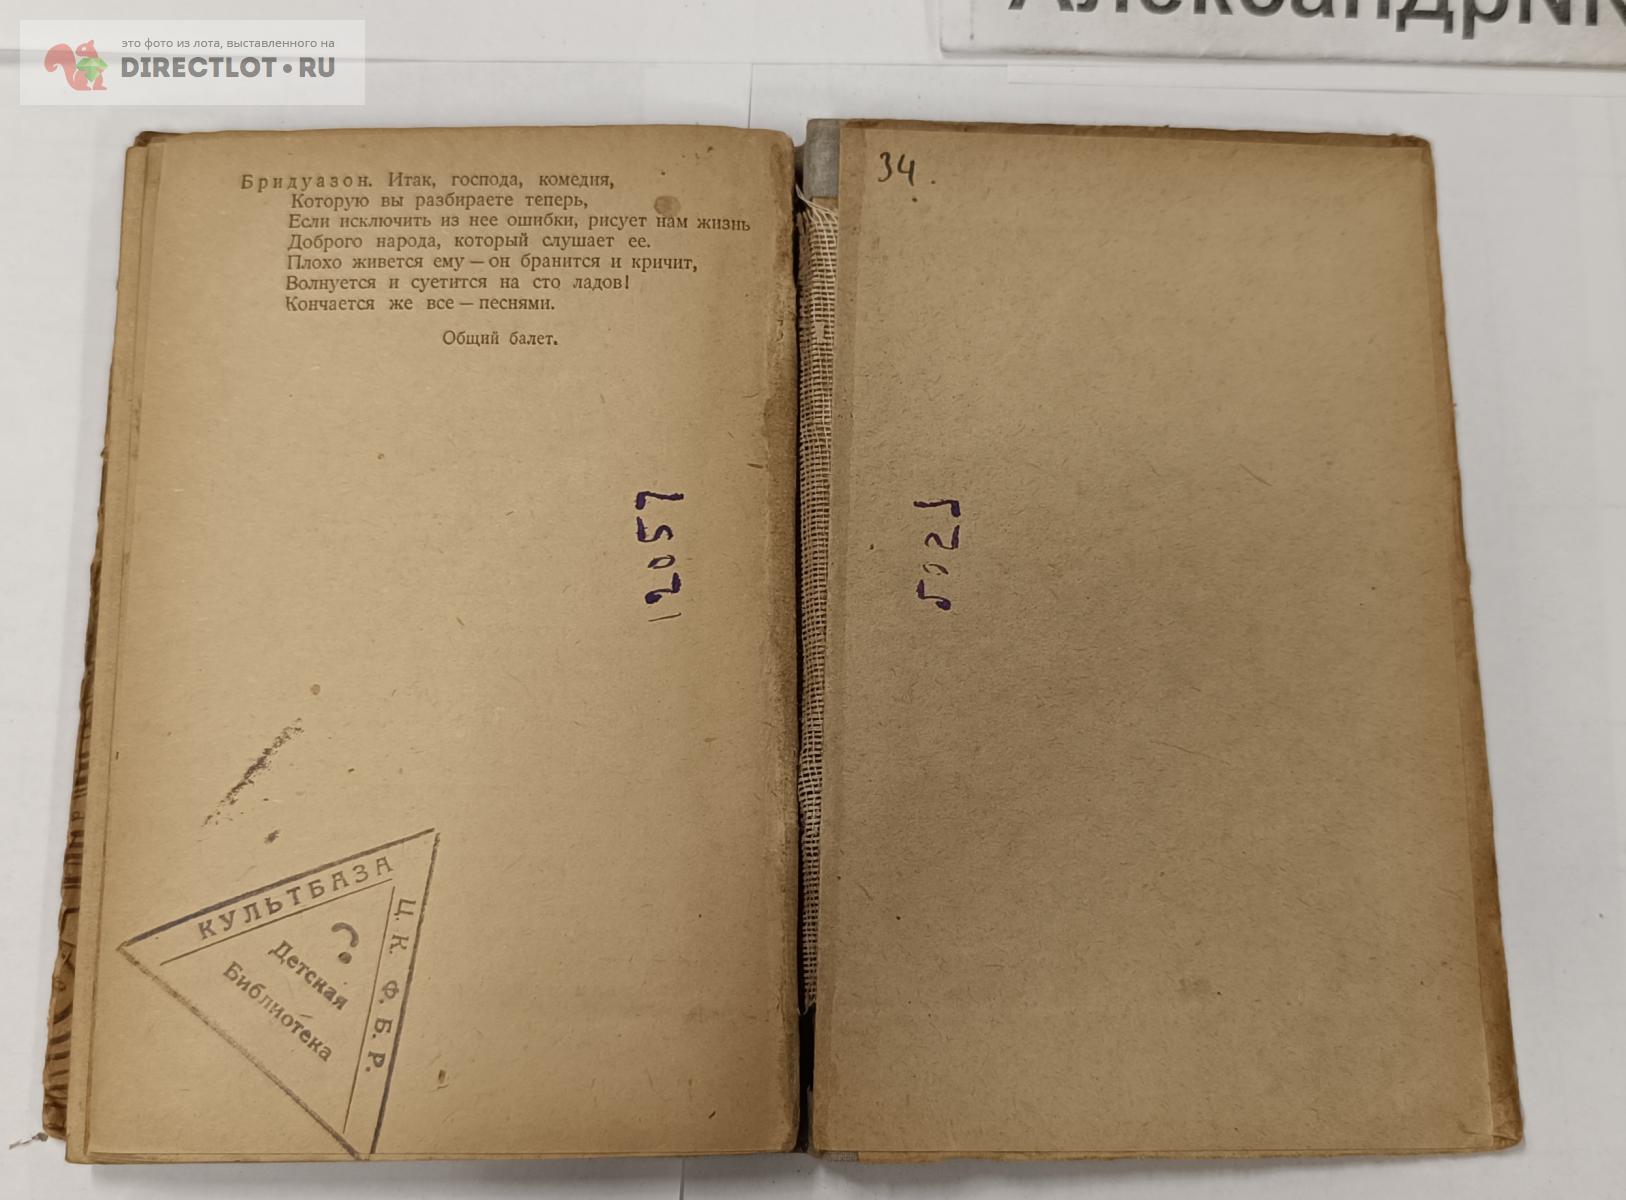 это фото из лота, выставленного на
DIRECTLOT.RU
Бридуазон. Итак, господа, комедия,
Которую вы разбираете теперь,
Если исключить из нее ошибки, рисует нам жизнь
Доброго народа, который слушает ее.
Плохо живется ему — он бранится и кричит,
Волнуется и суетится на сто ладов!
Кончается же все — песнями.
Общий балет.
12057
КУЛЬТБАЗА
Ц. К. Ф. Б. Р.
Детская
Библиотека
34.